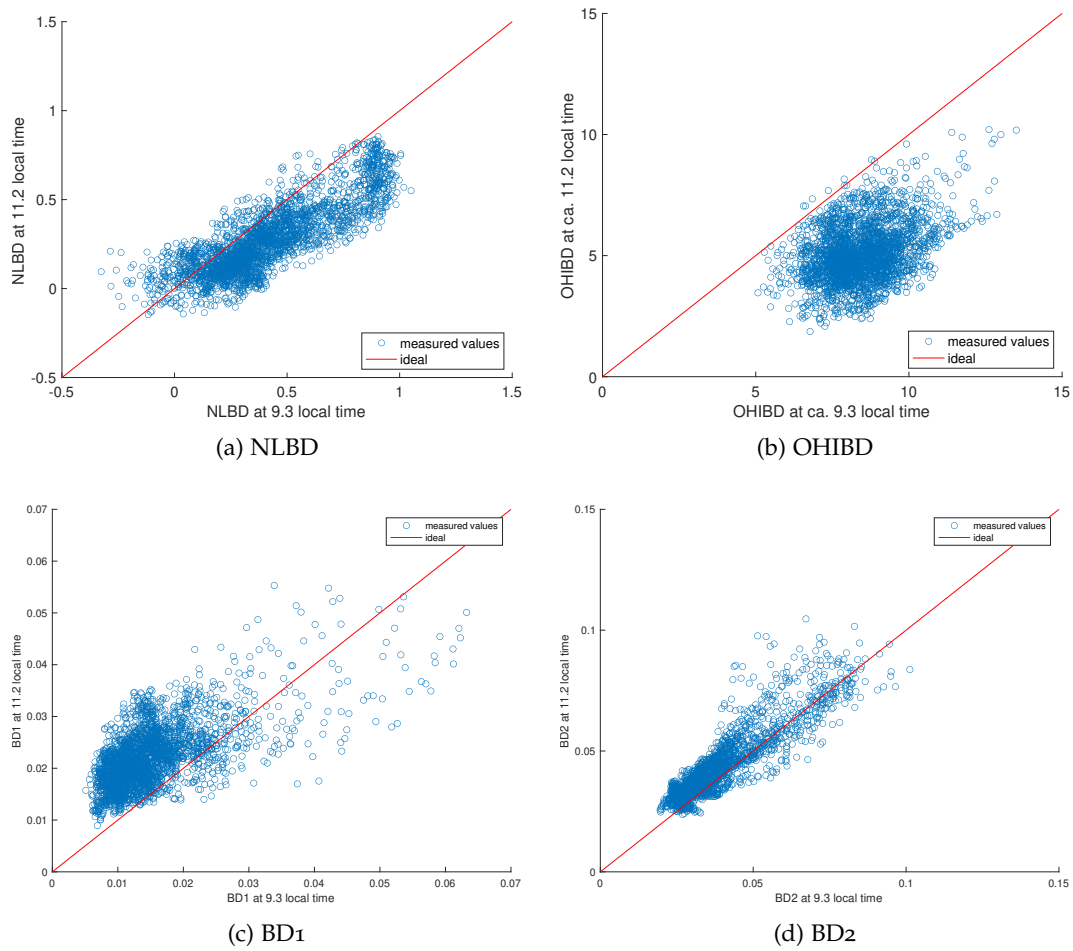 1.5
1
0.5
0
-0.5
NLBD at 11.2 local time
-0.5 0 0.5 1 1.5
NLBD at 9.3 local time
measured values
ideal
(a) NLBD
15
10
5
0
OHIBD at ca. 11.2 local time
0 5 10 15
OHIBD at ca. 9.3 local time
measured values
ideal
(b) OHIBD
0.07
0.06
0.05
0.04
0.03
0.02
0.01
0
BD1 at 11.2 local time
0 0.01 0.02 0.03 0.04 0.05 0.06 0.07
BD1 at 9.3 local time
measured values
ideal
(c) BD1
0.15
0.1
0.05
0
BD2 at 11.2 local time
0 0.05 0.1 0.15
BD2 at 9.3 local time
measured values
ideal
(d) BD2